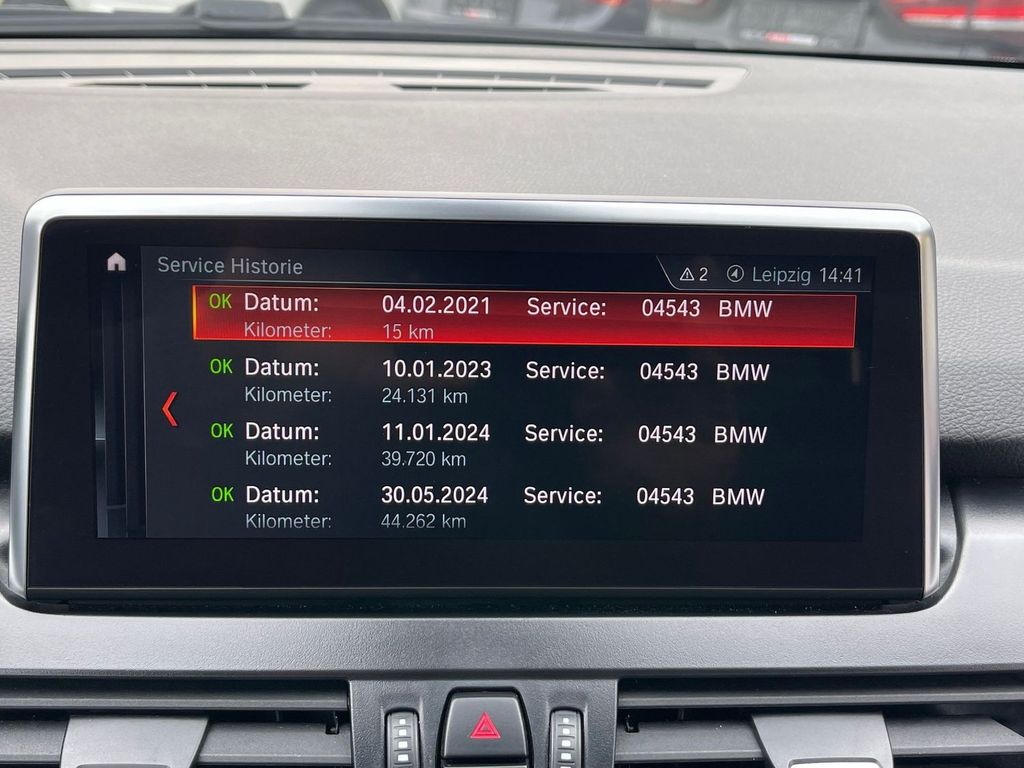 Service Historie
2 Leipzig 14:41
OK Datum: 04.02.2021 Service: 04543 BMW
Kilometer: 15 km
OK Datum: 10.01.2023 Service: 04543 BMW
Kilometer: 24.131 km
OK Datum: 11.01.2024 Service: 04543 BMW
Kilometer: 39.720 km
OK Datum: 30.05.2024 Service: 04543 BMW
Kilometer: 44.262 km